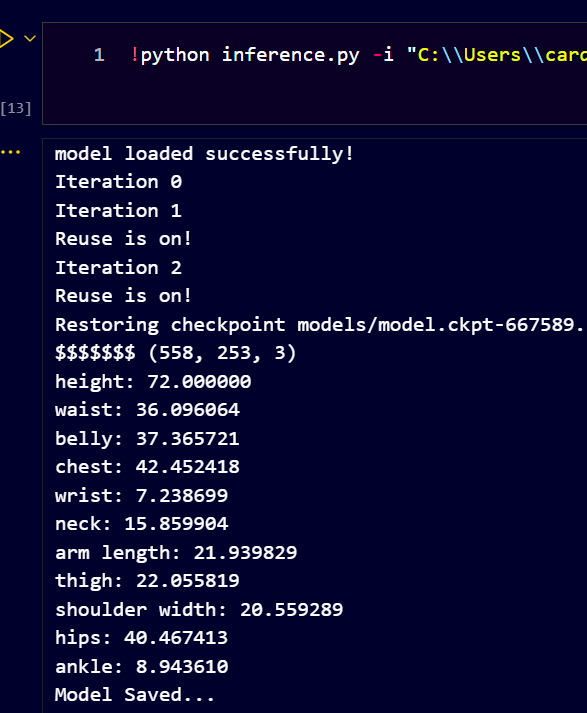 1 !python inference.py -i "C:\\Users\\card
[13]
model loaded successfully!
Iteration 0
Iteration 1
Reuse is on!
Iteration 2
Reuse is on!
Restoring checkpoint models/model.ckpt-667589.
$$$$$$$ (558, 253, 3)
height: 72.000000
waist: 36.096064
belly: 37.365721
chest: 42.452418
wrist: 7.238699
neck: 15.859904
arm length: 21.939829
thigh: 22.055819
shoulder width: 20.559289
hips: 40.467413
ankle: 8.943610
Model Saved...